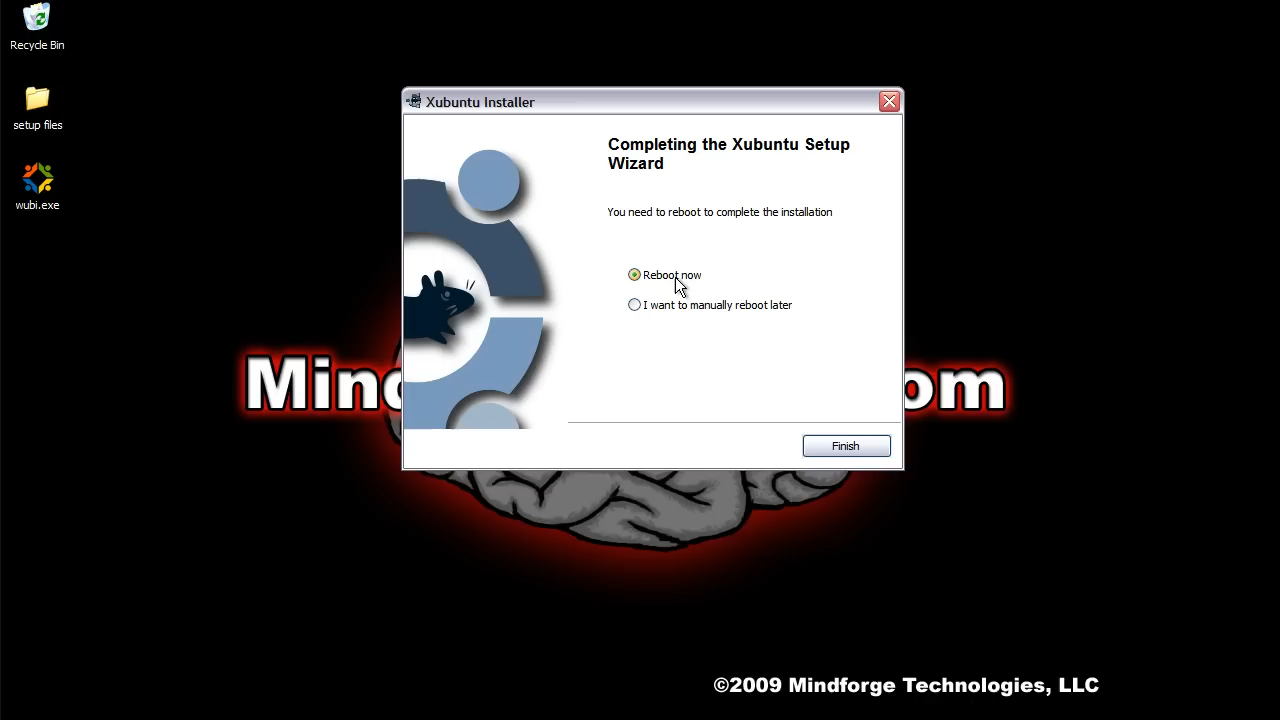 Recycle Bin
setup files
wubi.exe
Xubuntu Installer
Completing the Xubuntu Setup
Wizard
You need to reboot to complete the installation
Reboot now
I want to manually reboot later
Finish
©2009 Mindforge Technologies, LLC